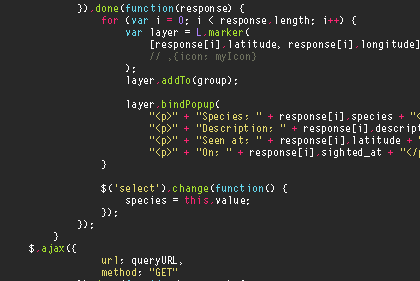 }).done(function(response) {
for (var i = 0; i < response.length; i++) {
var layer = L.marker(
[response[i].latitude, response[i].longitude]
// ,{icon: myIcon}
);
layer.addTo(group);
layer.bindPopup(
"<p>" + "Species: " + response[i].species + "<
"<p>" + "Description: " + response[i].descript
"<p>" + "Seen at: " + response[i].latitude + "
"<p>" + "On: " + response[i].sighted_at + "</p
}
$('select').change(function() {
species = this.value;
});
});
}
$.ajax({
url: queryURL,
method: "GET"